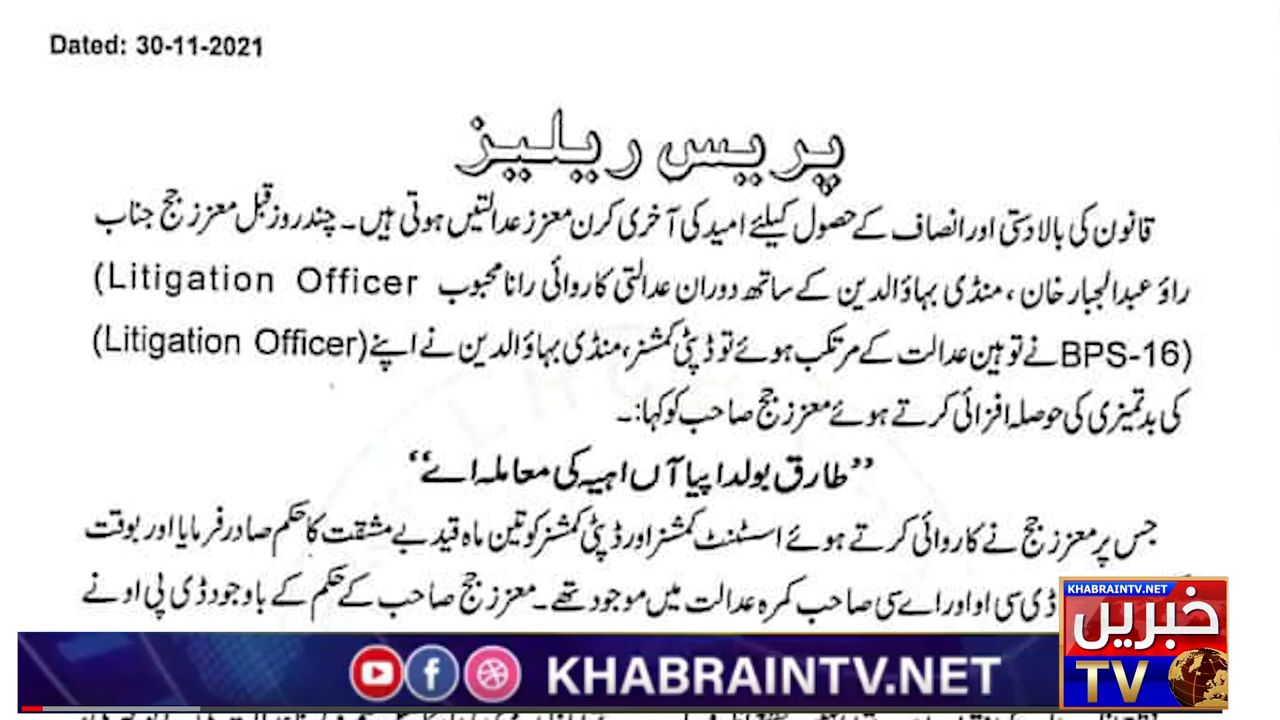 Dated: 30-11-2021
پریس ریلیز
قانون کی بالادستی اور انصاف کے حصول کیلئے امید کی آخری کرن معزز عدالتیں ہوتی ہیں۔ چند روز قبل معزز جج جناب
راؤ عبدالجبار خان، منڈی بہاؤالدین کے ساتھ دوران عدالتی کاروائی رانا محبوب Litigation Officer)
(BPS-16 نے توہین عدالت کے مرتکب ہوئے تو ڈپٹی کمشنر، منڈی بہاؤالدین نے اپنے (Litigation Officer)
کی بدتمیزی کی حوصلہ افزائی کرتے ہوئے معزز جج صاحب کو کہا:۔
”طارق بولدا پیا آں اہیہ کی معاملہ اے“
جس پر معزز جج نے کاروائی کرتے ہوئے اسسٹنٹ کمشنر اور ڈپٹی کمشنر کو تین ماہ قید بے مشقت کا حکم صادر فرمایا اور بوقت
ڈی سی او اور اے سی صاحب کمرہ عدالت میں موجود تھے۔ معزز جج صاحب کے حکم کے باوجود ڈی پی او نے
KHABRAINTV.NET
KHABRAINTV.NET
خبریں
TV